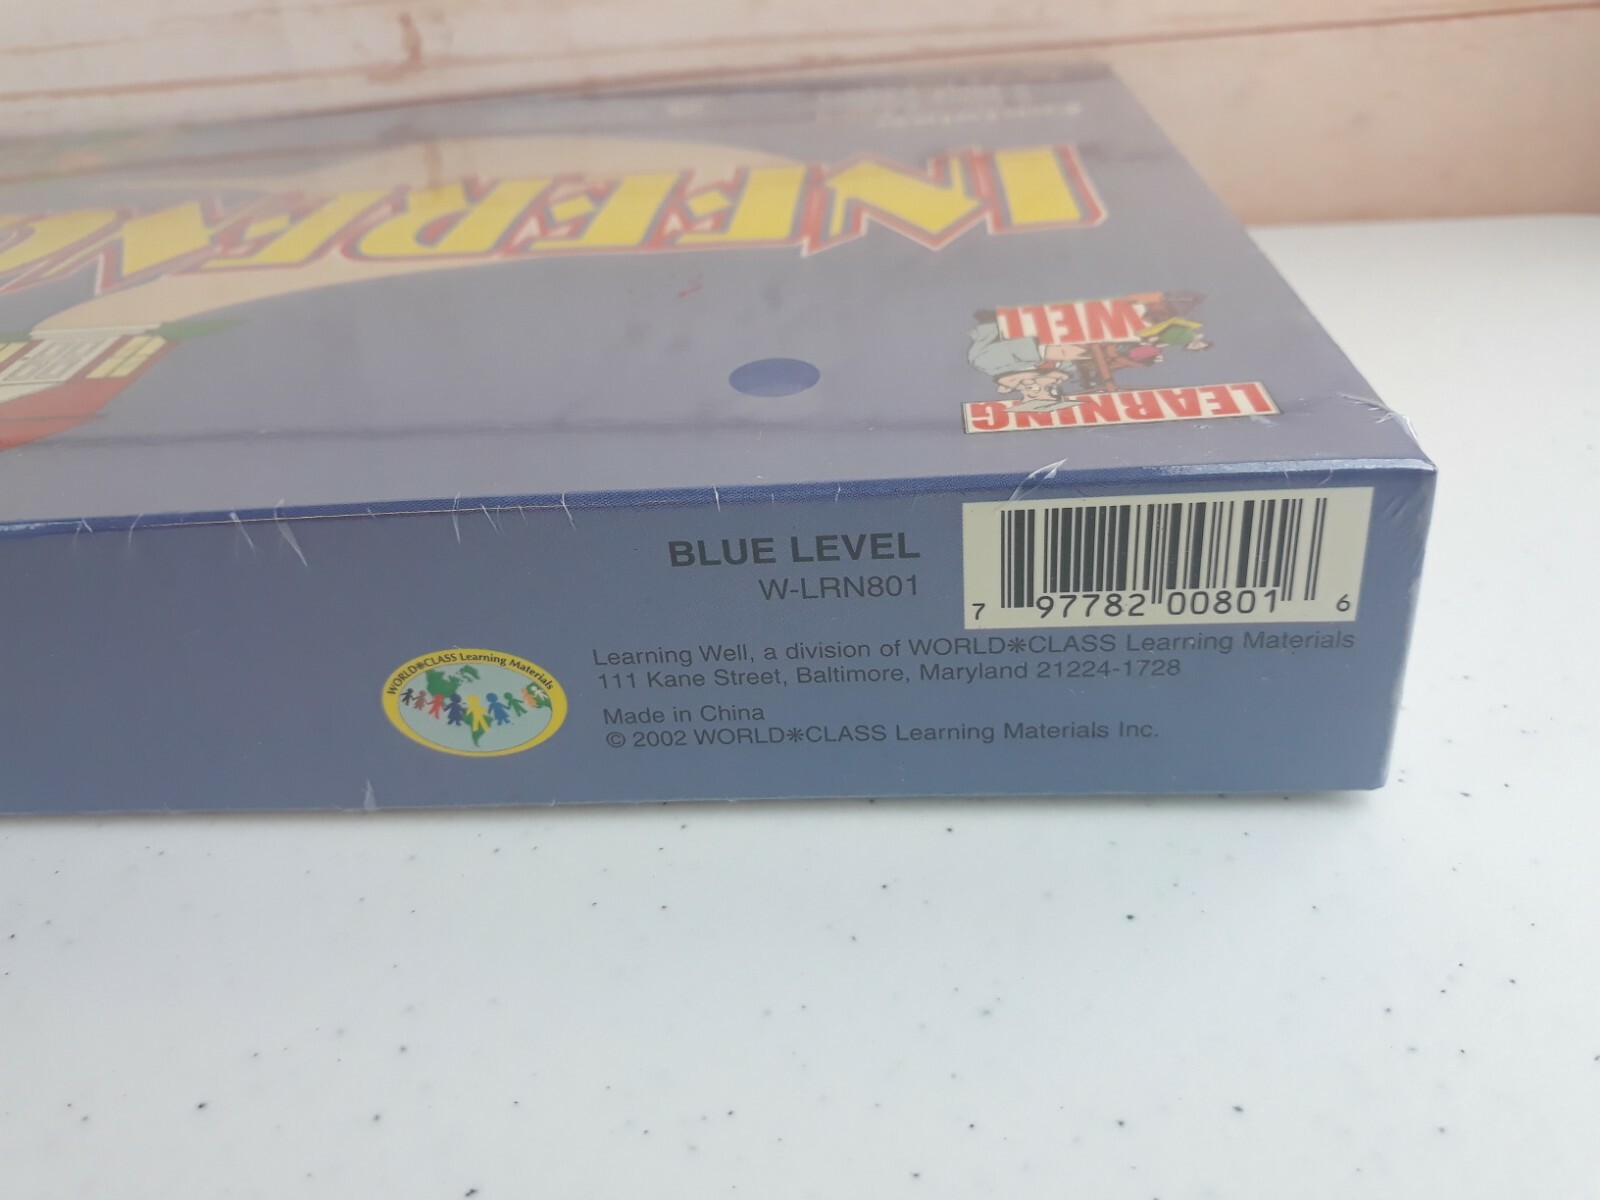 INFERENC
LEARNING
WELL
BLUE LEVEL
W-LRN801
7 97782 00801 6
Learning Well, a division of WORLD✳CLASS Learning Materials
111 Kane Street, Baltimore, Maryland 21224-1728
Made in China
© 2002 WORLD✳CLASS Learning Materials Inc.
WORLD✳CLASS Learning Materials